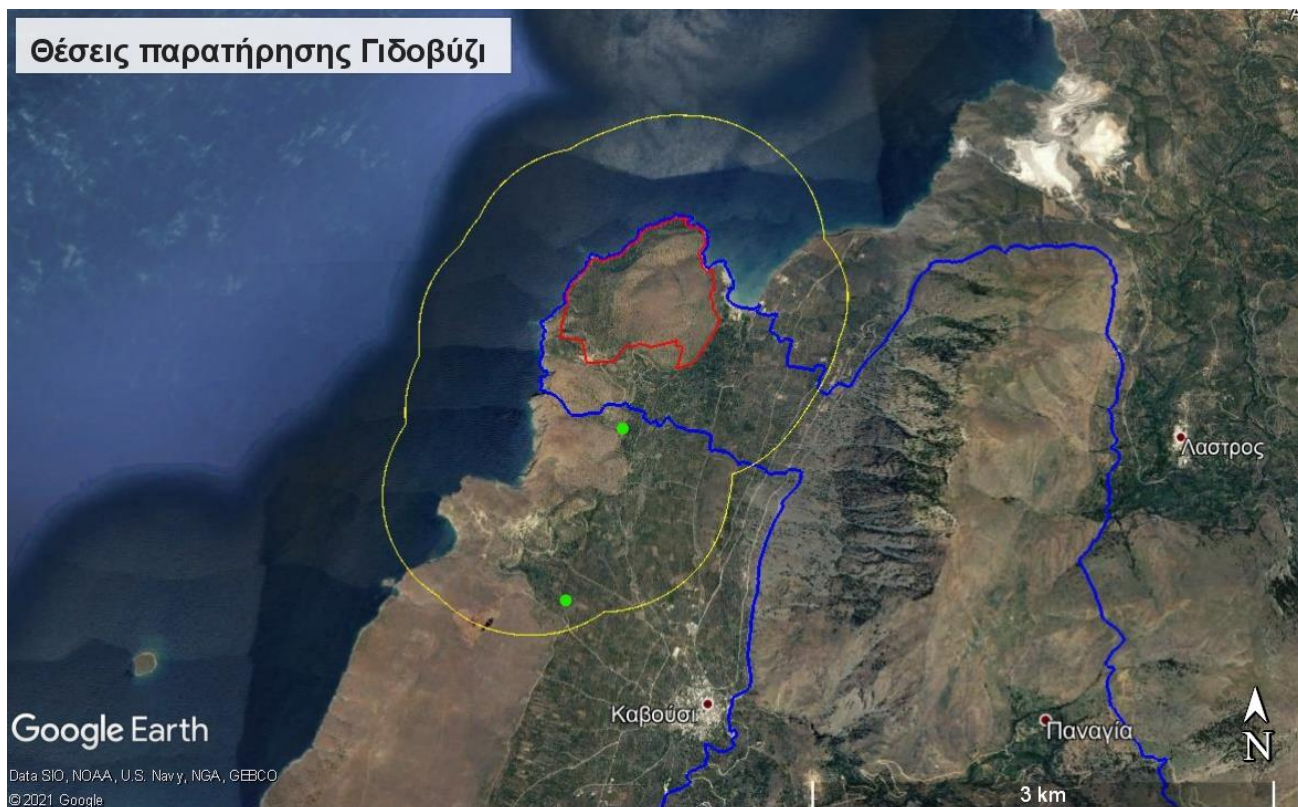 Θέσεις παρατήρησης Γιδοβύζι
Λαστρος
Καβούσι
Παναγία
Google Earth
N
Data SIO, NOAA, U.S. Navy, NGA, GEBCO
© 2021 Google
3 km